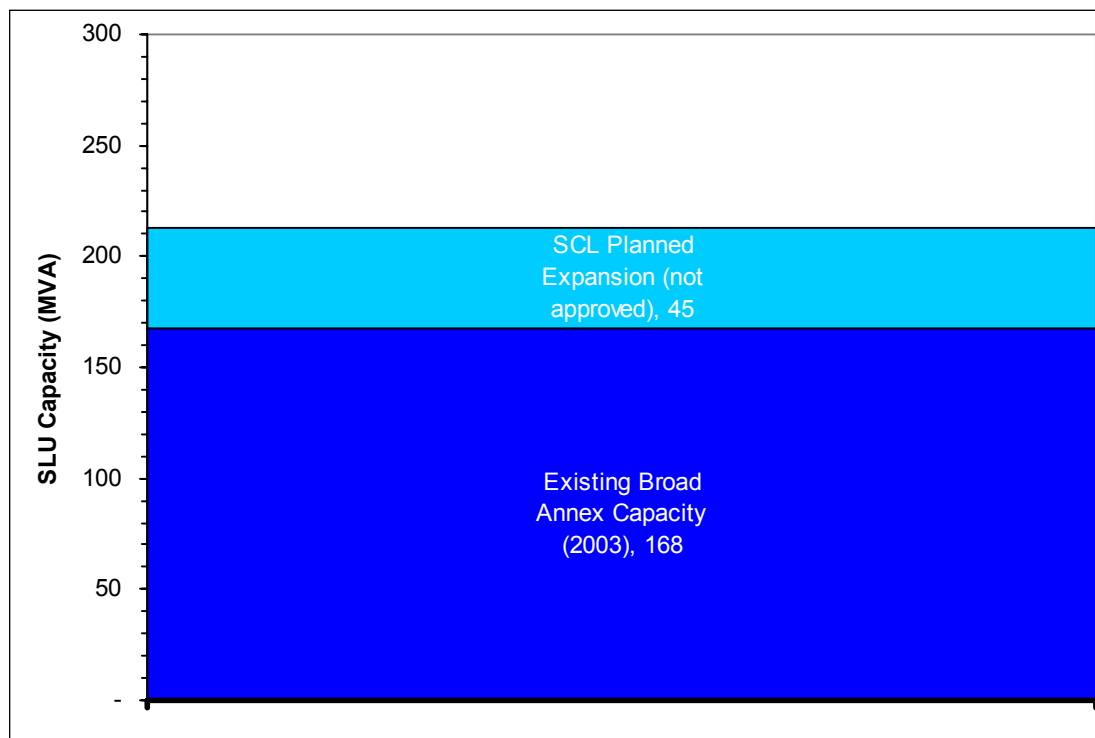 300
250
200
150
100
50
-
SLU Capacity (MVA)
SCL Planned
Expansion (not
approved), 45
Existing Broad
Annex Capacity
(2003), 168